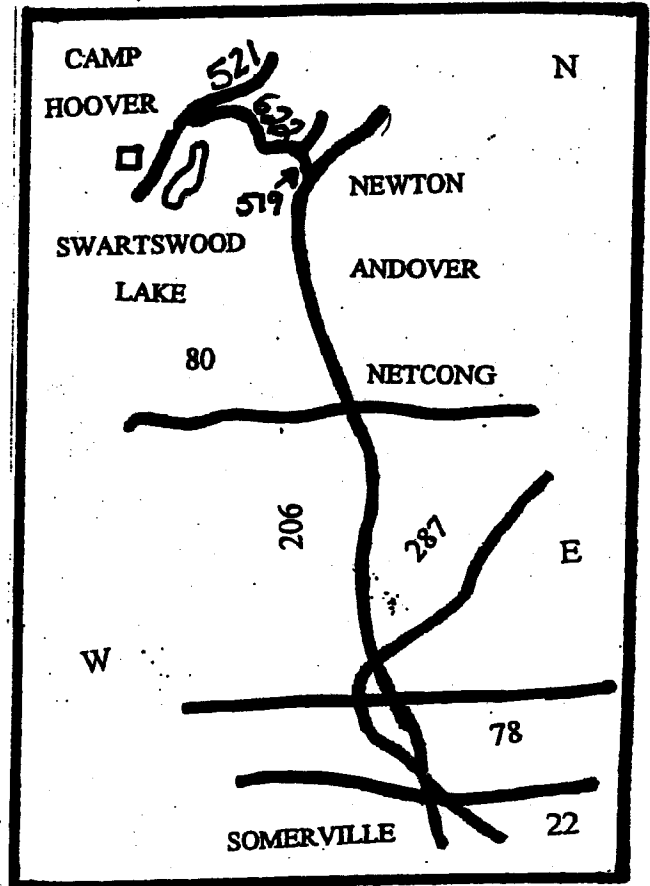 CAMP
HOOVER
521
N
519
NEWTON
SWARTSWOOD
LAKE
ANDOVER
80
NETCONG
206
287
E
W
78
22
SOMERVILLE